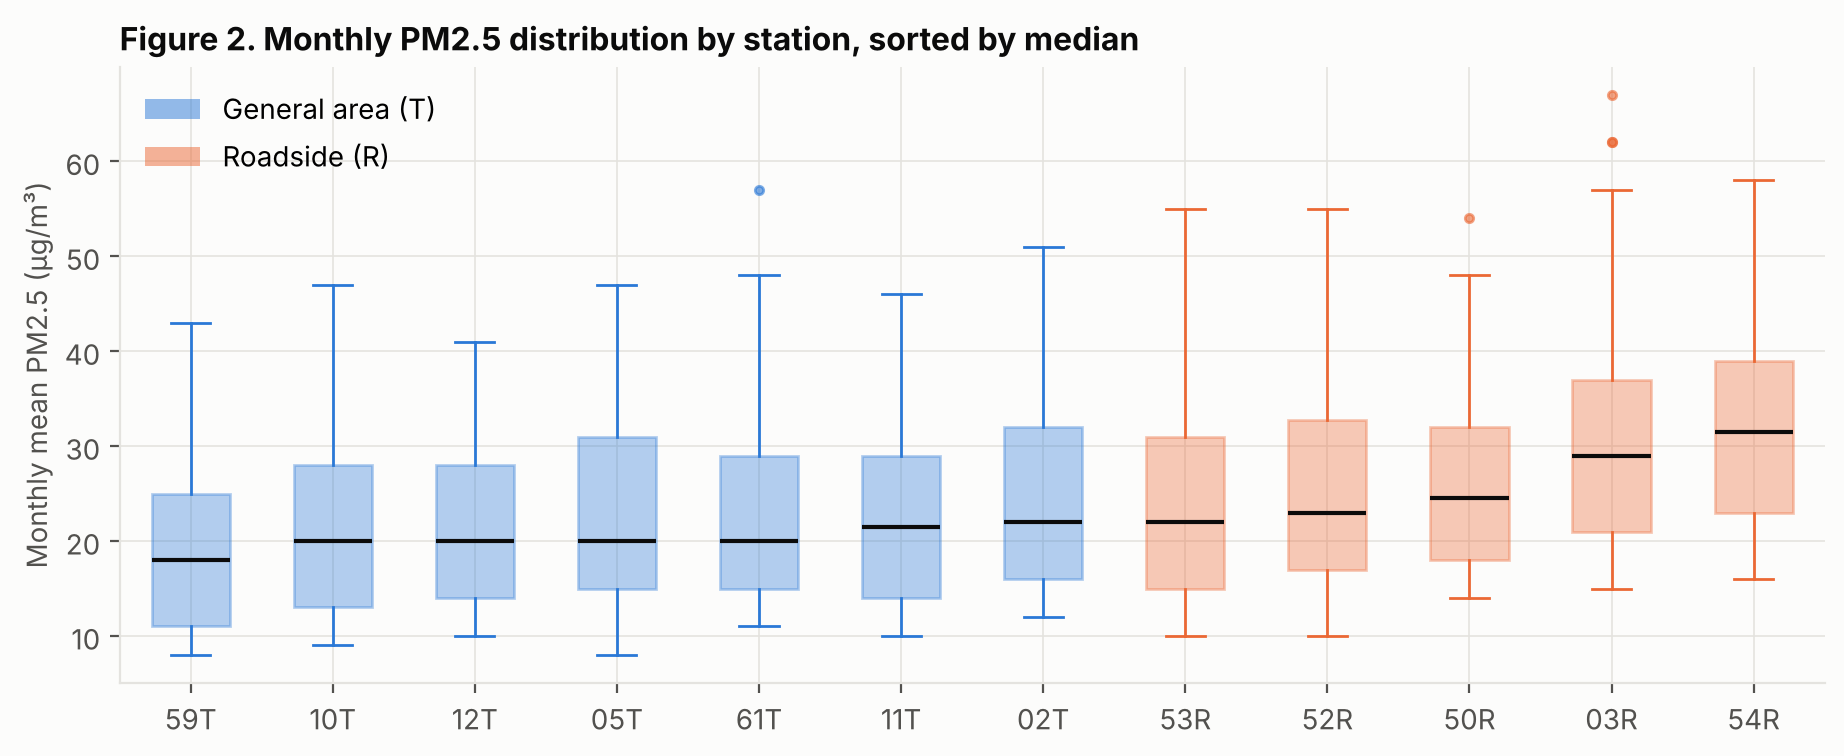 Figure 2. Monthly PM2.5 distribution by station, sorted by median
General area (T)
Roadside (R)
Monthly mean PM2.5 (µg/m³)
60
50
40
30
20
10
59T
10T
12T
05T
61T
11T
02T
53R
52R
50R
03R
54R